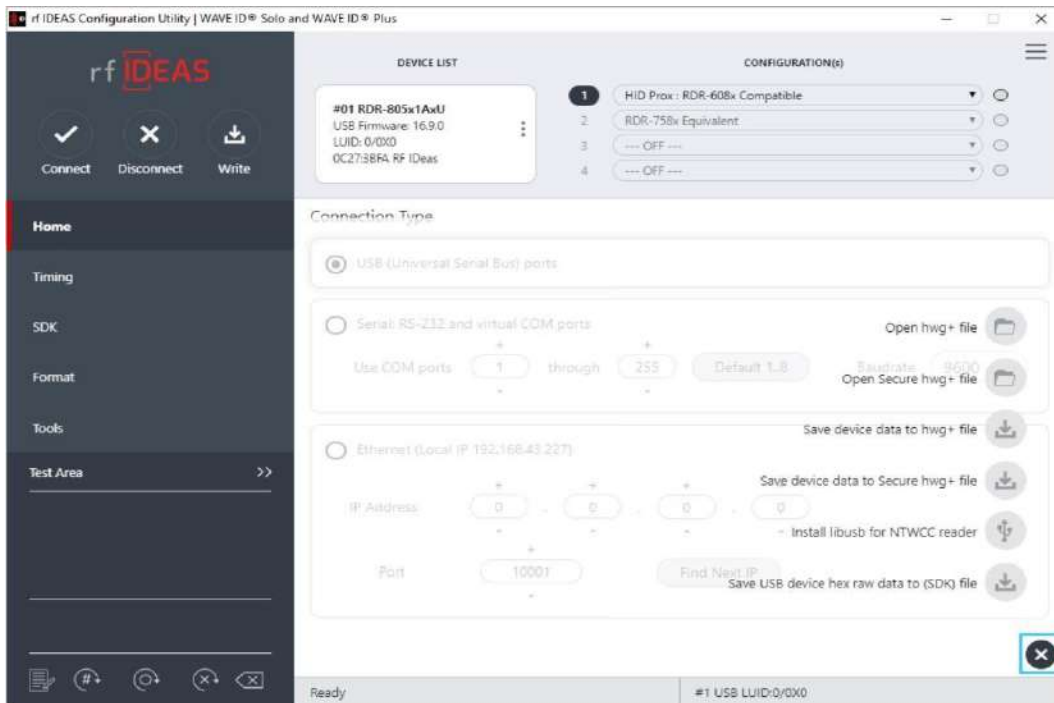 rf IDEAS Configuration Utility | WAVE ID® Solo and WAVE ID® Plus
rf IDEAS
Connect Disconnect Write
Home
Timing
SDK
Format
Tools
Test Area >>
DEVICE LIST
#01 RDR-805x1AxU
USB Firmware: 16.9.0
LUID: 0/0X0
0C27:3BFA RF IDeas
CONFIGURATION(s)
1 HID Prox : RDR-608x Compatible
2 RDR-758x Equivalent
3 --- OFF ---
4 --- OFF ---
Connection Type
USB (Universal Serial Bus) ports
Serial: RS-232 and virtual COM ports
Use COM ports 1 through 255 Default 1..8 Baudrate 9600
Ethernet (Local IP 192.168.43.227)
IP Address 0 . 0 . 0 . 0
Port 10001 Find Next IP
Open hwg+ file
Open Secure hwg+ file
Save device data to hwg+ file
Save device data to Secure hwg+ file
Install libusb for NTWCC reader
Save USB device hex raw data to (SDK) file
Ready #1 USB LUID:0/0X0